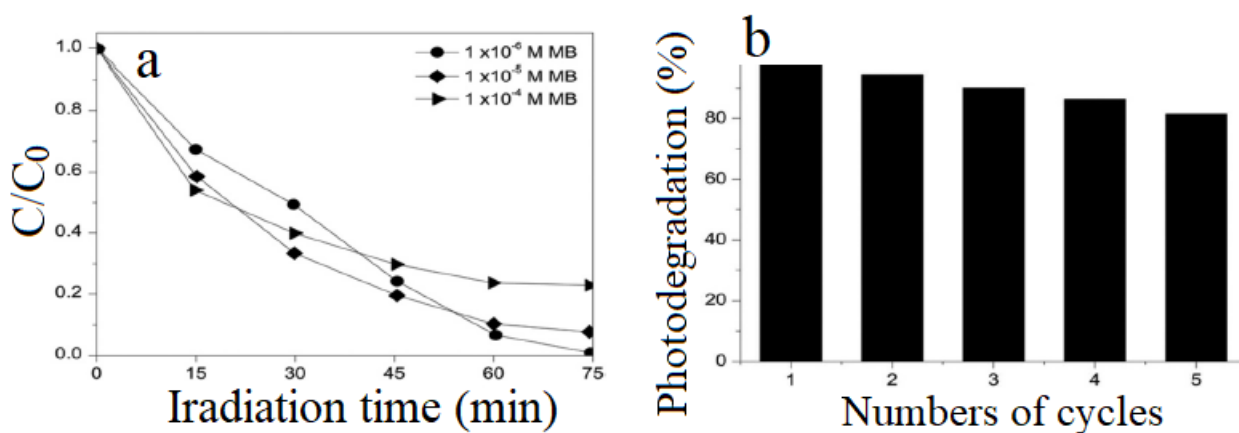 a
1 x10⁻⁶ M MB
1 x10⁻⁵ M MB
1 x10⁻⁴ M MB
1.0
0.8
0.6
0.4
0.2
0.0
C/C₀
0 15 30 45 60 75
Iradiation time (min)
b
Photodegradation (%)
80
60
40
20
0
1 2 3 4 5
Numbers of cycles